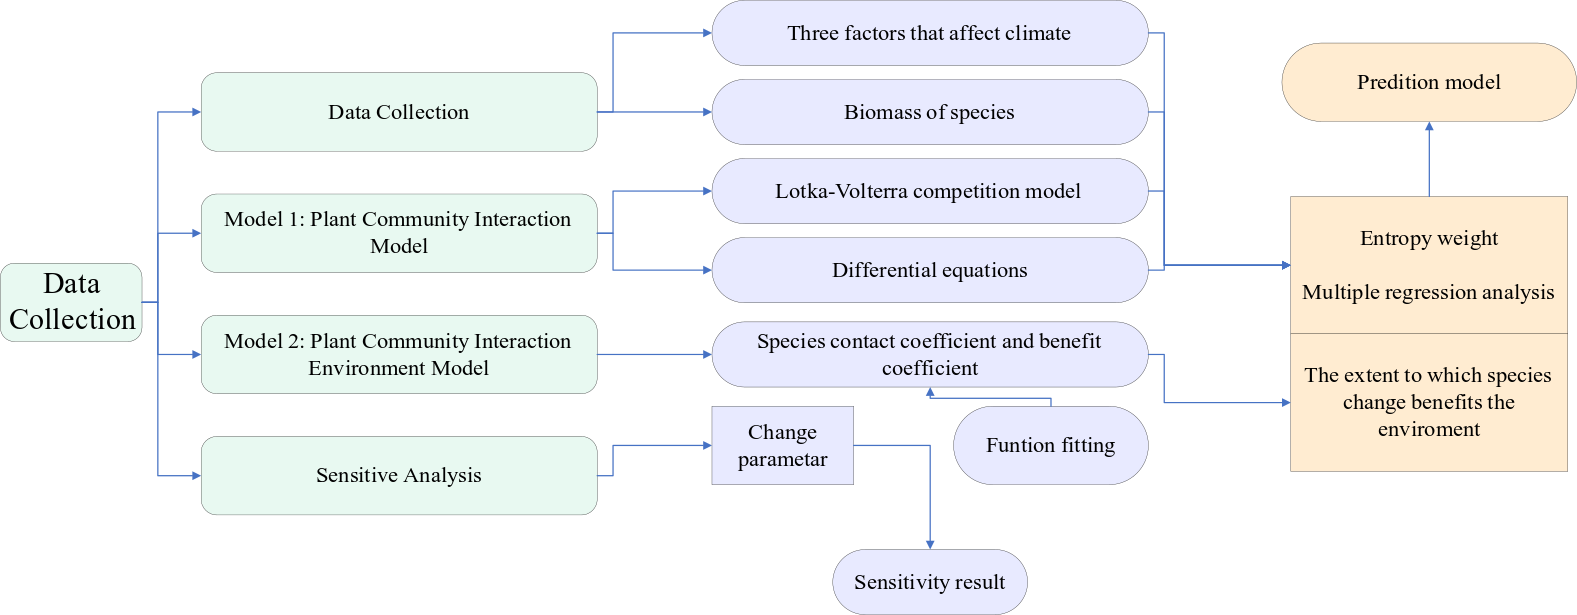 Data
Collection
Data Collection
Model 1: Plant Community Interaction
Model
Model 2: Plant Community Interaction
Environment Model
Sensitive Analysis
Three factors that affect climate
Biomass of species
Lotka-Volterra competition model
Differential equations
Species contact coefficient and benefit
coefficient
Change
parametar
Funtion fitting
Sensitivity result
Predition model
Entropy weight
Multiple regression analysis
The extent to which species
change benefits the
enviroment